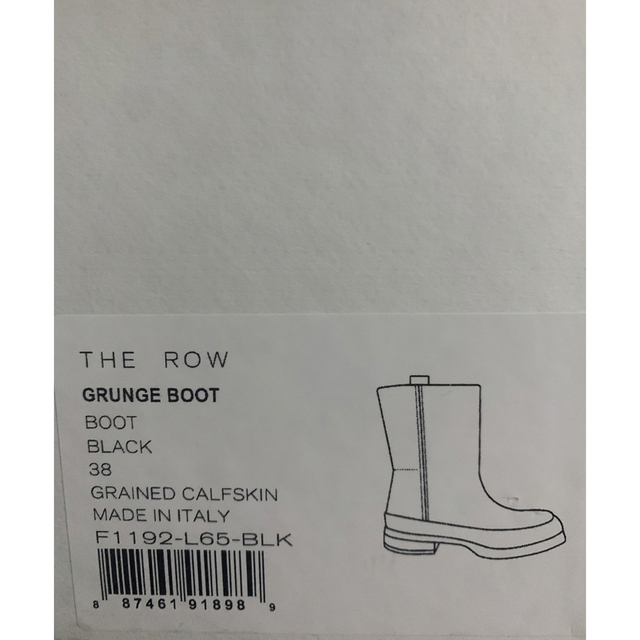 THE ROW
GRUNGE BOOT
BOOT
BLACK
38
GRAINED CALFSKIN
MADE IN ITALY
F1192-L65-BLK
8 87461 91898 9